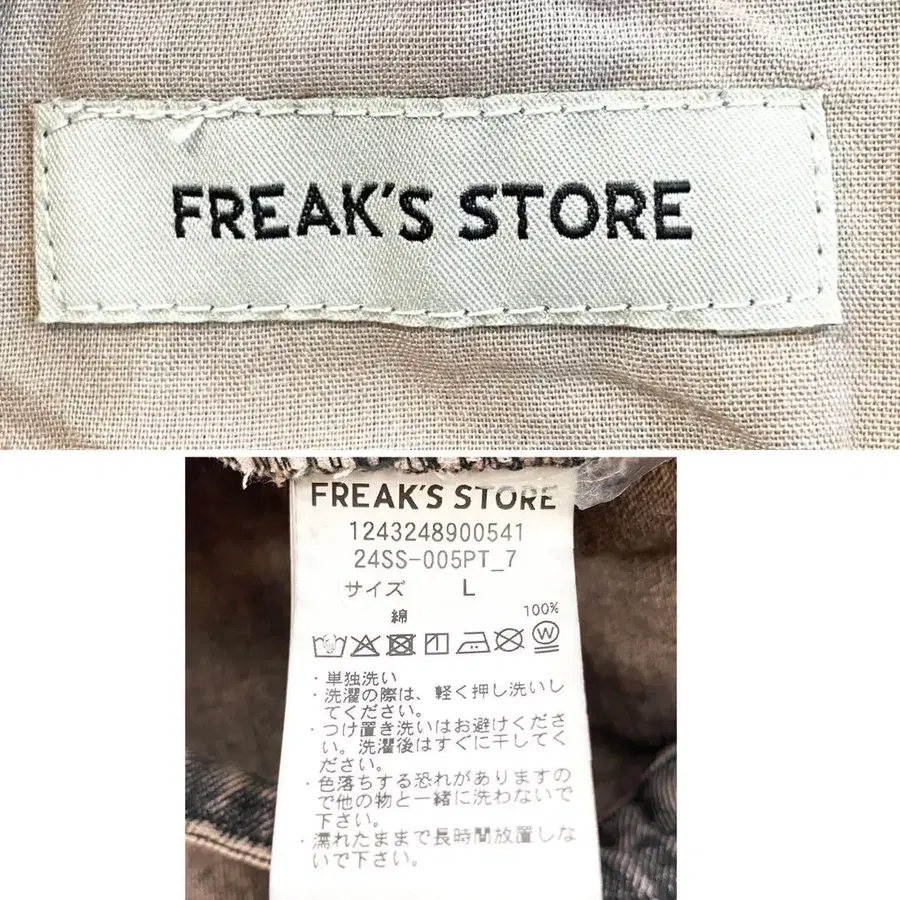 FREAK'S STORE
FREAK'S STORE
1243248900541
24SS-005PT_7
サイズ L
綿 100%
W
・単独洗い
・洗濯の際は、軽く押し洗いし
てください。
・つけ置き洗いはお避けくださ
い。洗濯後はすぐに干してく
ださい。
・色落ちする恐れがありますの
で他の物と一緒に洗わないで
下さい。
・濡れたままで長時間放置しな
いで下さい。